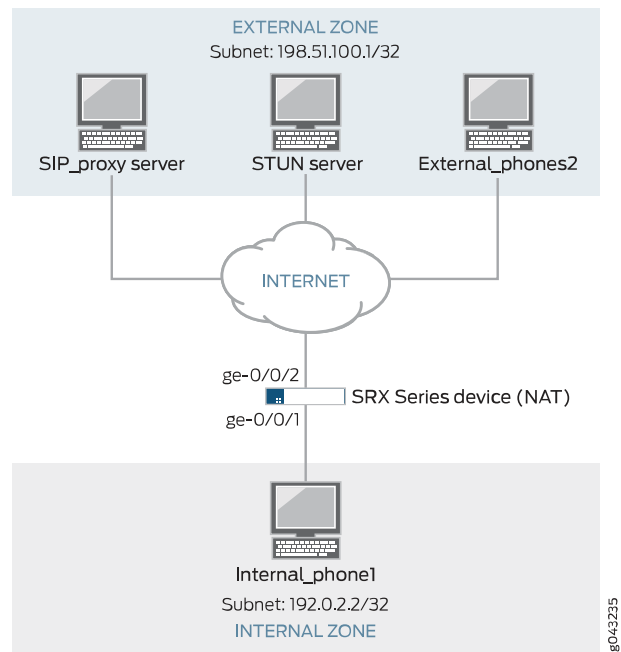 EXTERNAL ZONE
Subnet: 198.51.100.1/32
SIP_proxy server
STUN server
External_phones2
INTERNET
ge-0/0/2
SRX Series device (NAT)
ge-0/0/1
Internal_phone1
Subnet: 192.0.2.2/32
INTERNAL ZONE
g043235